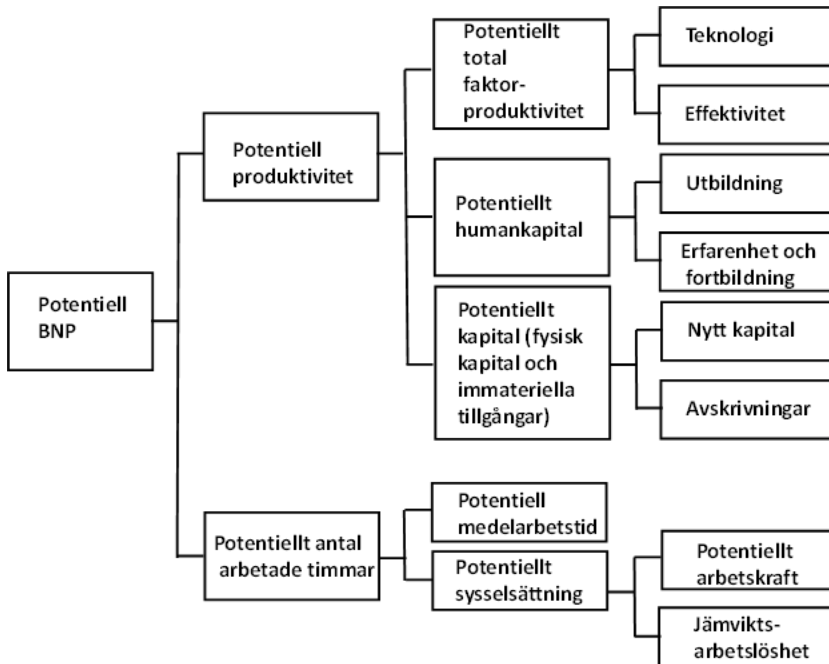 Potentiell
BNP
Potentiell
produktivitet
Potentiellt
total
faktor-
produktivitet
Teknologi
Effektivitet
Potentiellt
humankapital
Utbildning
Erfarenhet och
fortbildning
Potentiellt
kapital (fysisk
kapital och
immateriella
tillgångar)
Nytt kapital
Avskrivningar
Potentiellt antal
arbetade timmar
Potentiell
medelarbetstid
Potentiellt
sysselsättning
Potentiellt
arbetskraft
Jämvikts-
arbetslöshet